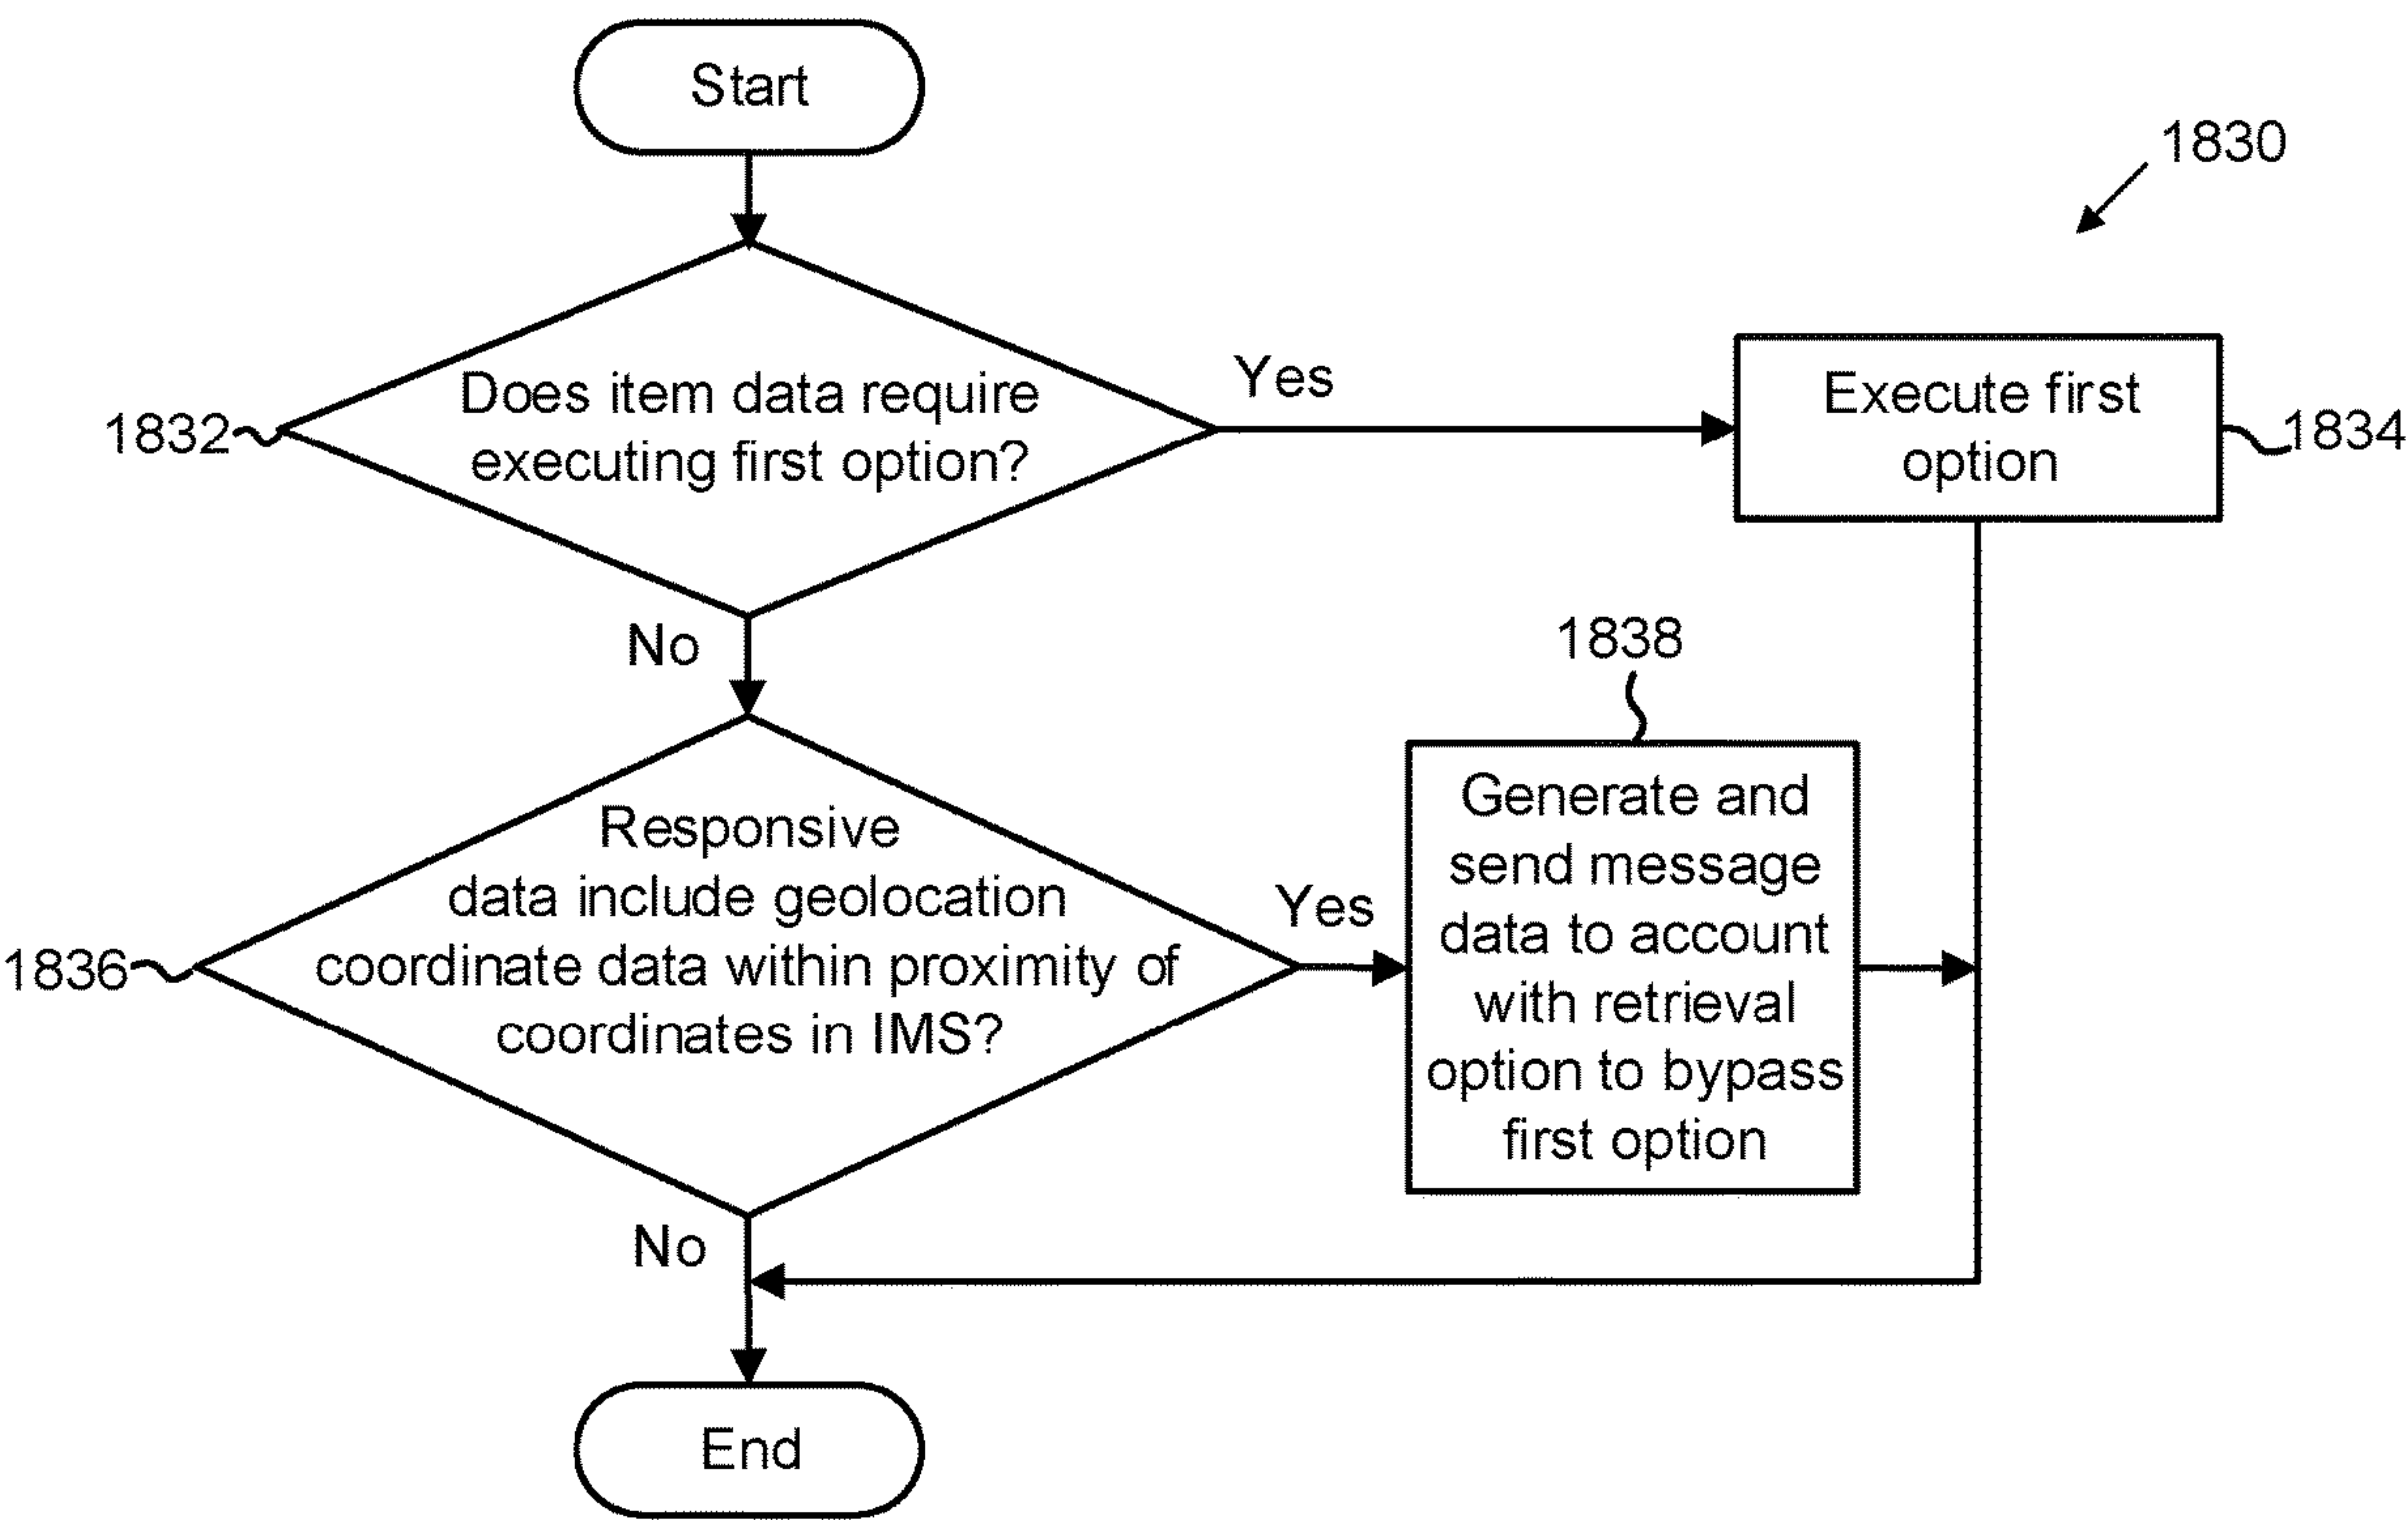 Start
1830
Does item data require
executing first option?
1832
Yes
Execute first
option
1834
No
1838
Responsive
data include geolocation
coordinate data within proximity of
coordinates in IMS?
1836
Yes
Generate and
send message
data to account
with retrieval
option to bypass
first option
No
End